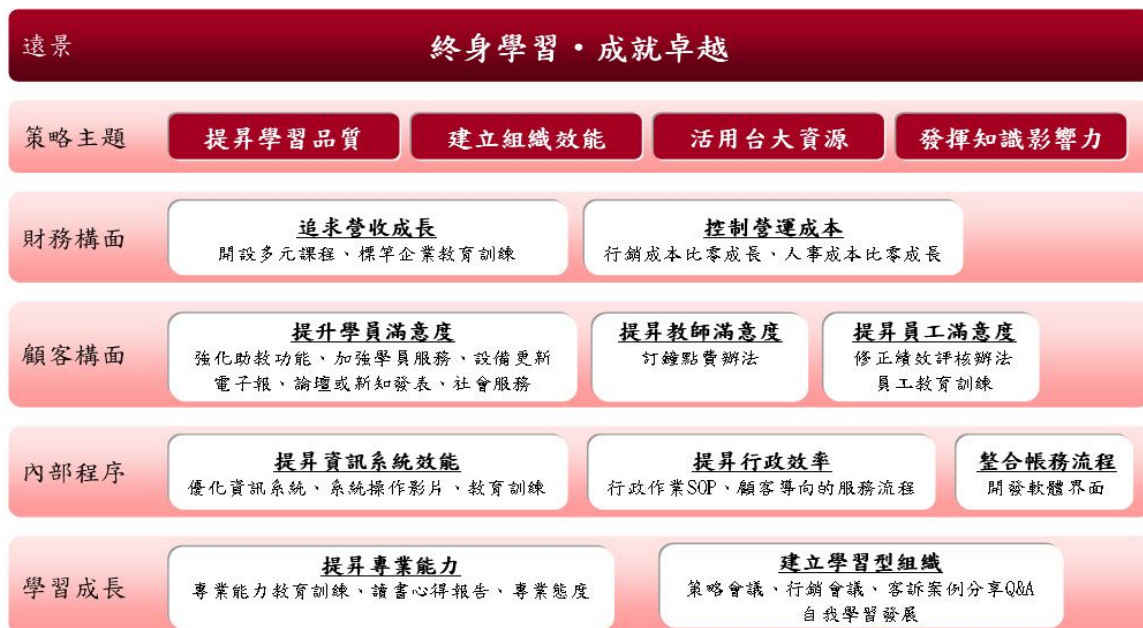 遠景
終身學習·成就卓越
策略主題
提昇學習品質
建立組織效能
活用台大資源
發揮知識影響力
財務構面
追求營收成長
開設多元課程、標竿企業教育訓練
控制營運成本
行銷成本比零成長、人事成本比零成長
顧客構面
提升學員滿意度
強化助教功能、加強學員服務、設備更新
電子報、論壇或新知發表、社會服務
提昇教師滿意度
訂鐘點費辦法
提昇員工滿意度
修正績效評核辦法
員工教育訓練
內部程序
提昇資訊系統效能
優化資訊系統、系統操作影片、教育訓練
提昇行政效率
行政作業SOP、顧客導向的服務流程
整合帳務流程
開發軟體界面
學習成長
提昇專業能力
專業能力教育訓練、讀書心得報告、專業態度
建立學習型組織
策略會議、行銷會議、客訴案例分享Q&A
自我學習發展